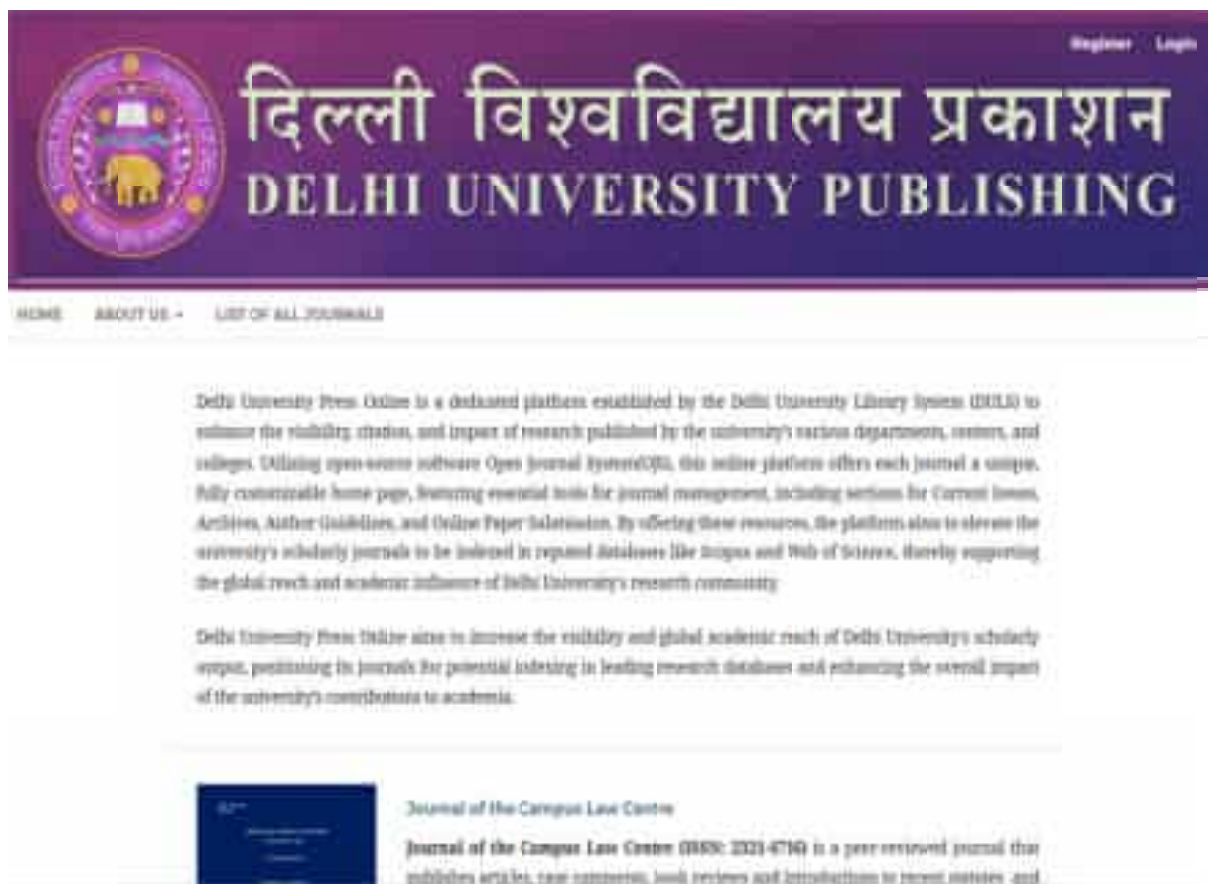 Register Login
दिल्ली विश्वविद्यालय प्रकाशन
DELHI UNIVERSITY PUBLISHING
HOME ABOUT US LIST OF ALL JOURNALS
Delhi University Press Online is a dedicated platform established by the Delhi University Library System (DULS) to
enhance the visibility, citation, and impact of research published by the university's various departments, centers, and
colleges. Utilizing open-source software Open Journal System(OJS), this online platform offers each journal a unique,
fully customizable home page, featuring essential tools for journal management, including sections for Current Issues,
Archives, Author Guidelines, and Online Paper Submission. By offering these resources, the platform aims to elevate the
university's scholarly journals to be indexed in reputed databases like Scopus and Web of Science, thereby supporting
the global reach and academic influence of Delhi University's research community.
Delhi University Press Online aims to increase the visibility and global academic reach of Delhi University's scholarly
output, positioning its journals for potential indexing in leading research databases and enhancing the overall impact
of the university's contributions to academia.
Journal of the Campus Law Centre
Journal of the Campus Law Centre (ISSN: 2321-4716) is a peer-reviewed journal that
publishes articles, case comments, book reviews and introductions to recent statutes, and